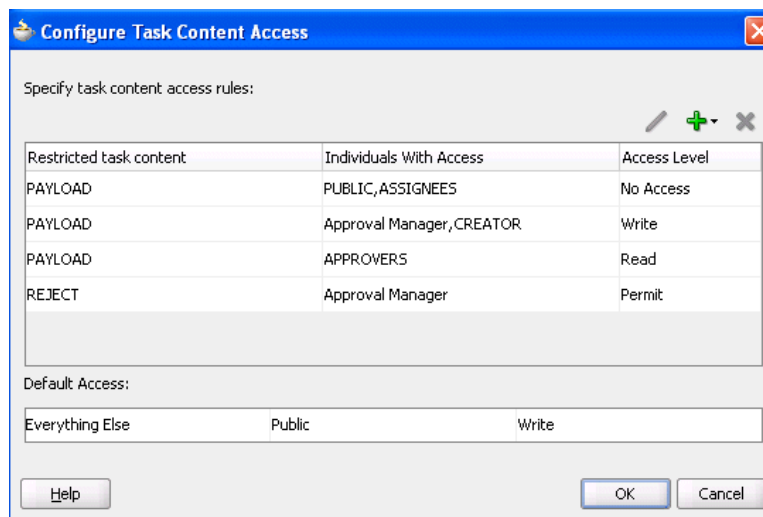 Configure Task Content Access
Specify task content access rules:
Restricted task content Individuals With Access Access Level
PAYLOAD PUBLIC,ASSIGNEES No Access
PAYLOAD Approval Manager,CREATOR Write
PAYLOAD APPROVERS Read
REJECT Approval Manager Permit
Default Access:
Everything Else Public Write
Help OK Cancel